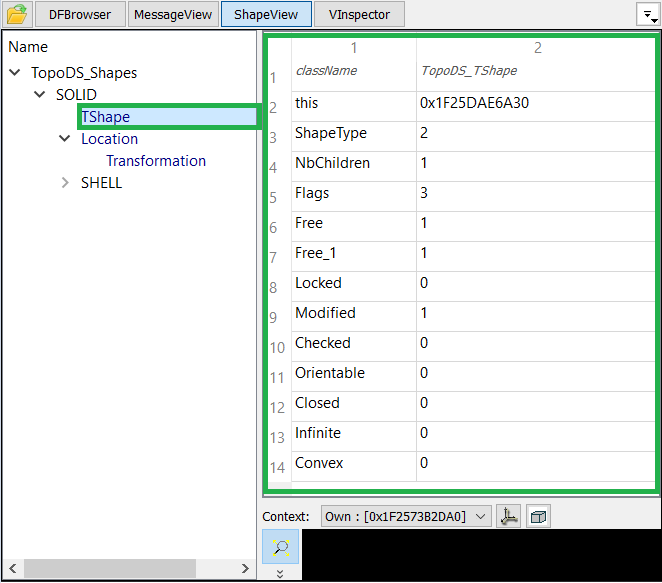 DFBrowser MessageView ShapeView VInspector
Name
TopoDS_Shapes
SOLID
TShape
Location
Transformation
SHELL
1 2
1 className TopoDS_TShape
2 this 0x1F25DAE6A30
3 ShapeType 2
4 NbChildren 1
5 Flags 3
6 Free 1
7 Free_1 1
8 Locked 0
9 Modified 1
10 Checked 0
11 Orientable 0
12 Closed 0
13 Infinite 0
14 Convex 0
Context: Own : [0x1F2573B2DA0]